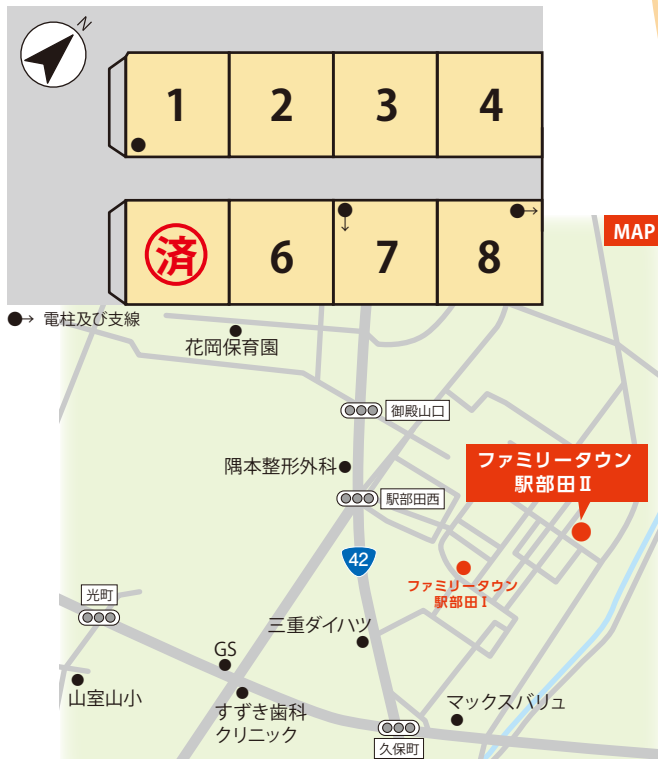 N
1
2
3
4
済
6
7
8
MAP
●→ 電柱及び支線
花岡保育園
御殿山口
隅本整形外科
駅部田西
ファミリータウン
駅部田Ⅱ
42
ファミリータウン
駅部田Ⅰ
光町
三重ダイハツ
GS
山室山小
すずき歯科
クリニック
マックスバリュ
久保町